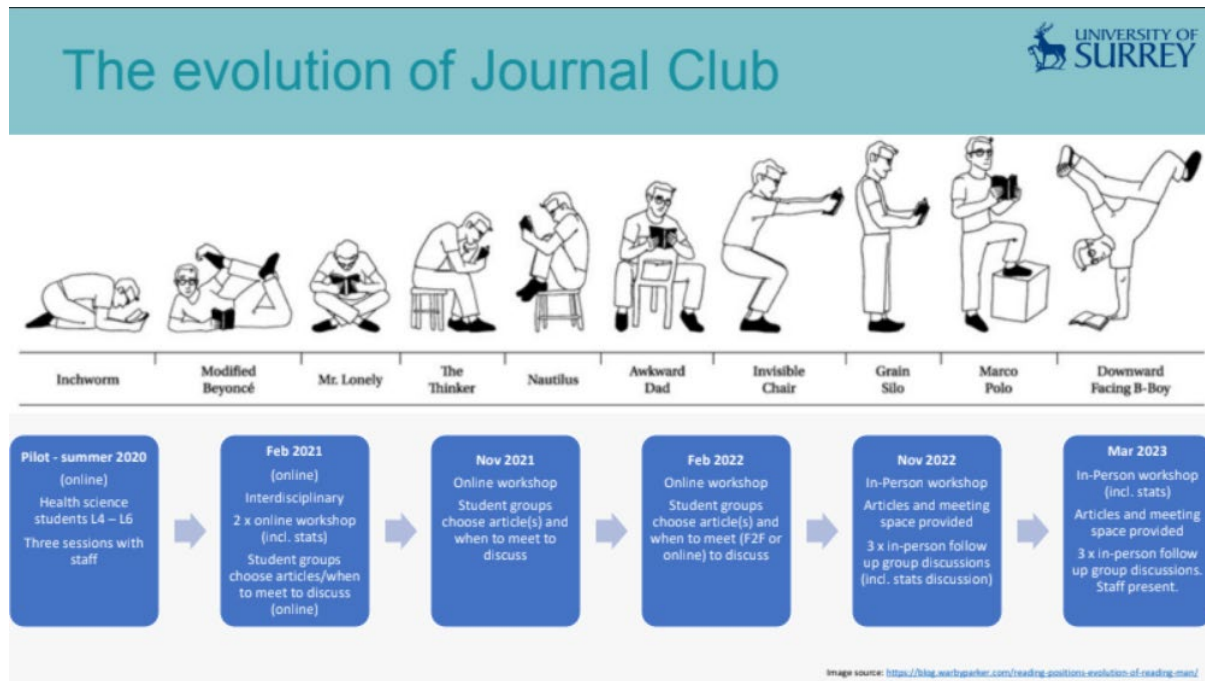 The evolution of Journal Club
UNIVERSITY OF
SURREY
Inchworm
Modified
Beyoncé
Mr. Lonely
The
Thinker
Nautilus
Awkward
Dad
Invisible
Chair
Grain
Silo
Marco
Polo
Downward
Facing B-Boy
Pilot - summer 2020
(online)
Health science
students L4 – L6
Three sessions with
staff
Feb 2021
(online)
Interdisciplinary
2 x online workshop
(incl. stats)
Student groups
choose articles/when
to meet to discuss
(online)
Nov 2021
Online workshop
Student groups
choose article(s) and
when to meet to
discuss
Feb 2022
Online workshop
Student groups
choose article(s) and
when to meet (F2F or
online) to discuss
Nov 2022
In-Person workshop
Articles and meeting
space provided
3 x in-person follow
up group discussions
(incl. stats discussion)
Mar 2023
In-Person workshop
(incl. stats)
Articles and meeting
space provided
3 x in-person follow
up group discussions.
Staff present.
Image source: https://blog.warbyparker.com/reading-positions-evolution-of-reading-man/